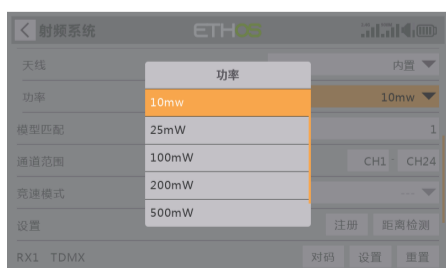 射频系统 ETHOS
天线 内置
功率
功率 10mw
10mw
25mW
100mW
200mW
500mW
模型匹配 1
通道范围 CH1 - CH24
竞速模式 ---
设置 注册 距离检测
RX1 TDMX 对码 设置 重置